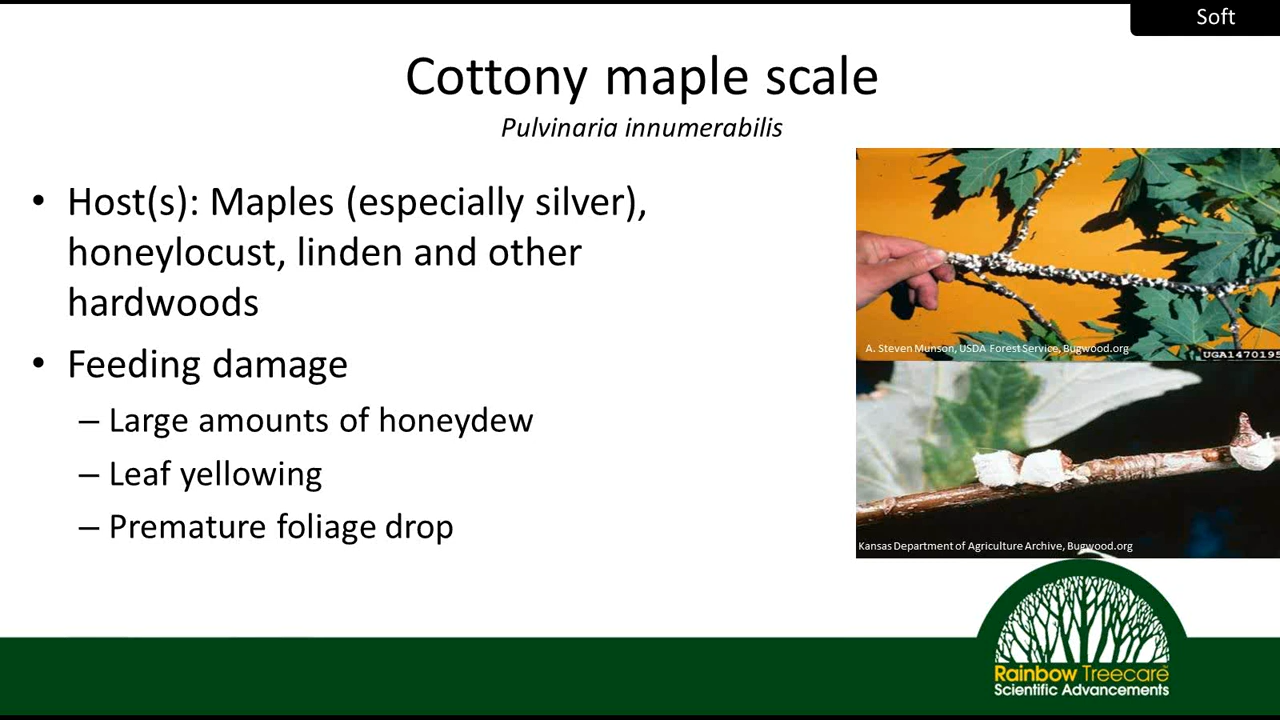 Soft
Cottony maple scale
Pulvinaria innumerabilis
• Host(s): Maples (especially silver),
honeylocust, linden and other
hardwoods
• Feeding damage
– Large amounts of honeydew
– Leaf yellowing
– Premature foliage drop
A. Steven Munson, USDA Forest Service, Bugwood.org
UGA1470195
Kansas Department of Agriculture Archive, Bugwood.org
Rainbow Treecare
Scientific Advancements